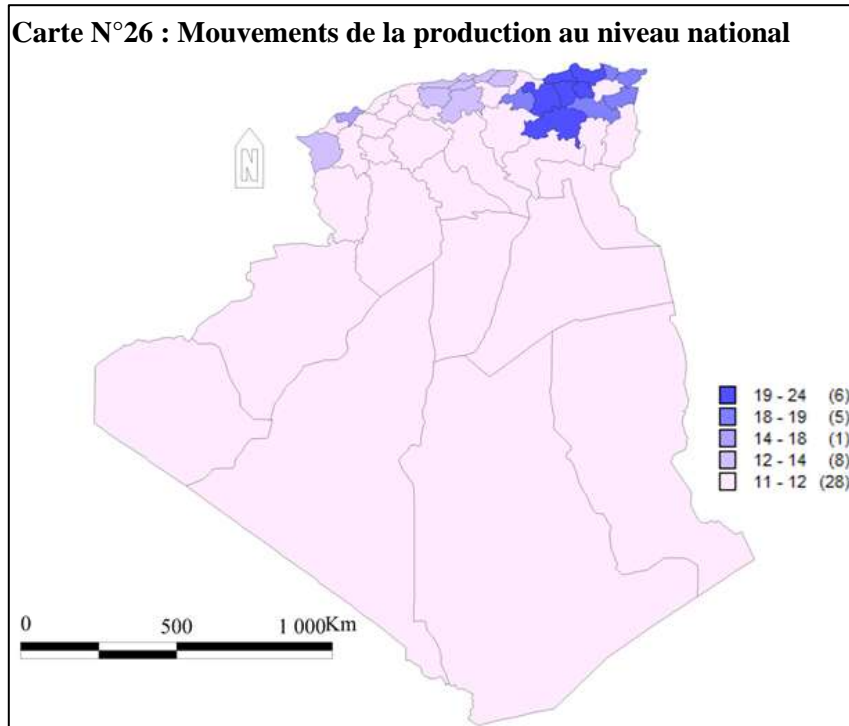 Carte N°26 : Mouvements de la production au niveau national
N
19 - 24 (6)
18 - 19 (5)
14 - 18 (1)
12 - 14 (8)
11 - 12 (28)
0 500 1 000Km